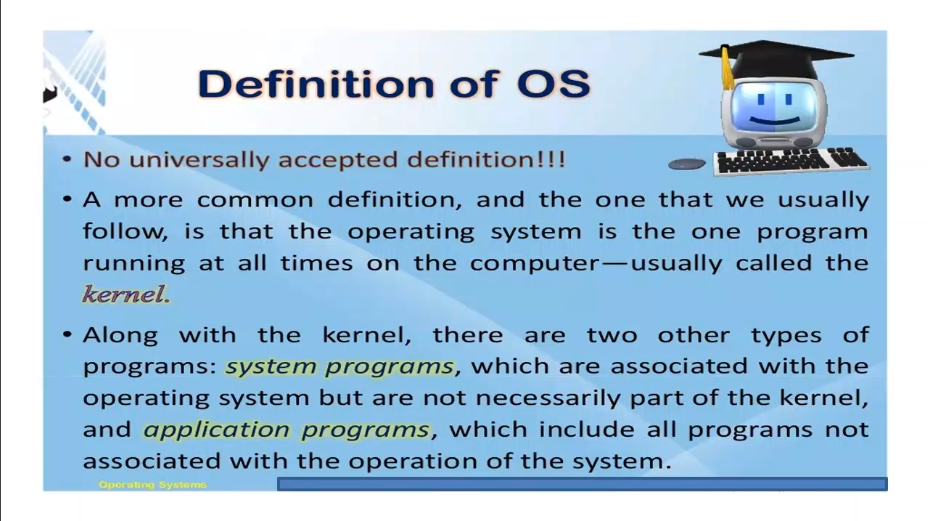 Definition of OS
• No universally accepted definition!!!
• A more common definition, and the one that we usually
follow, is that the operating system is the one program
running at all times on the computer—usually called the
kernel.
• Along with the kernel, there are two other types of
programs: system programs, which are associated with the
operating system but are not necessarily part of the kernel,
and application programs, which include all programs not
associated with the operation of the system.
Operating Systems